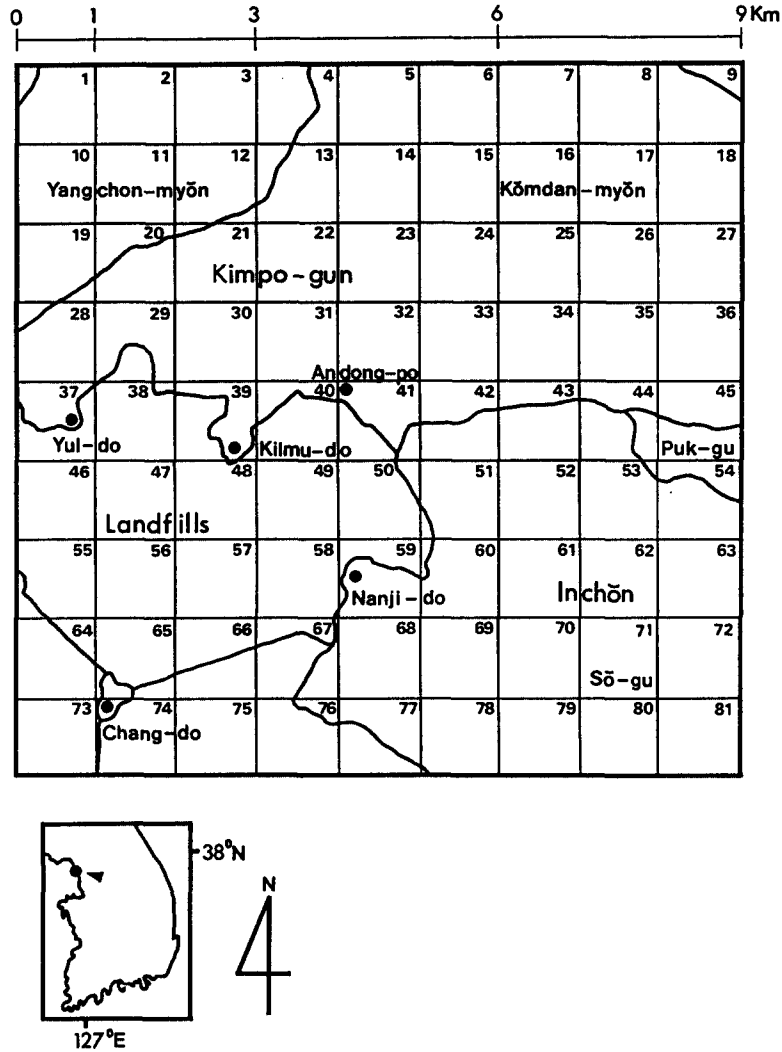 0 1 3 6 9 Km
1 2 3 4 5 6 7 8 9
10 11 12 13 14 15 16 17 18
Yangchon-myŏn Kŏmdan-myŏn
19 20 21 22 23 24 25 26 27
Kimpo-gun
28 29 30 31 32 33 34 35 36
Andong-po
37 38 39 40 41 42 43 44 45
Yul-do Kilmu-do Puk-gu
46 47 48 49 50 51 52 53 54
Landfills
55 56 57 58 59 60 61 62 63
Nanji-do Inchŏn
64 65 66 67 68 69 70 71 72
Sŏ-gu
73 74 75 76 77 78 79 80 81
Chang-do
38°N
N
127°E